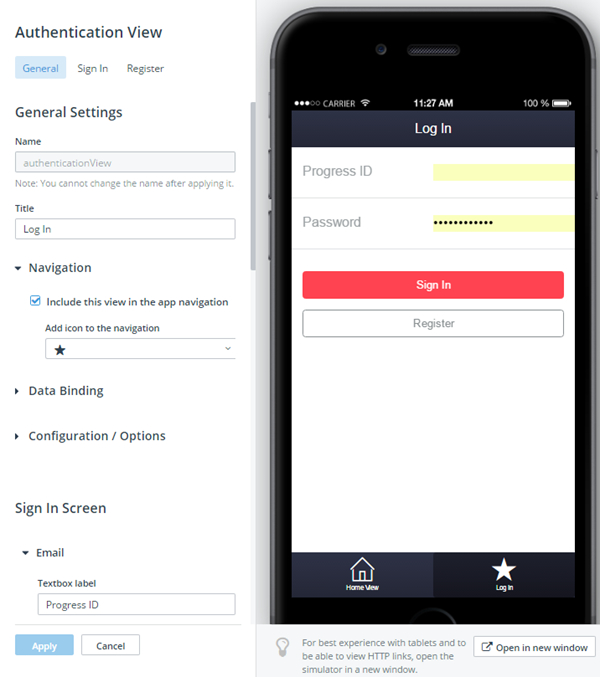 Authentication View
General
Sign In
Register
General Settings
Name
authenticationView
Note: You cannot change the name after applying it.
Title
Log In
Navigation
Include this view in the app navigation
Add icon to the navigation
Data Binding
Configuration / Options
Sign In Screen
Email
Textbox label
Progress ID
Apply
Cancel
CARRIER
11:27 AM
100 %
Log In
Progress ID
Password
••••••••••••
Sign In
Register
Home View
Log In
For best experience with tablets and to
be able to view HTTP links, open the
simulator in a new window.
Open in new window